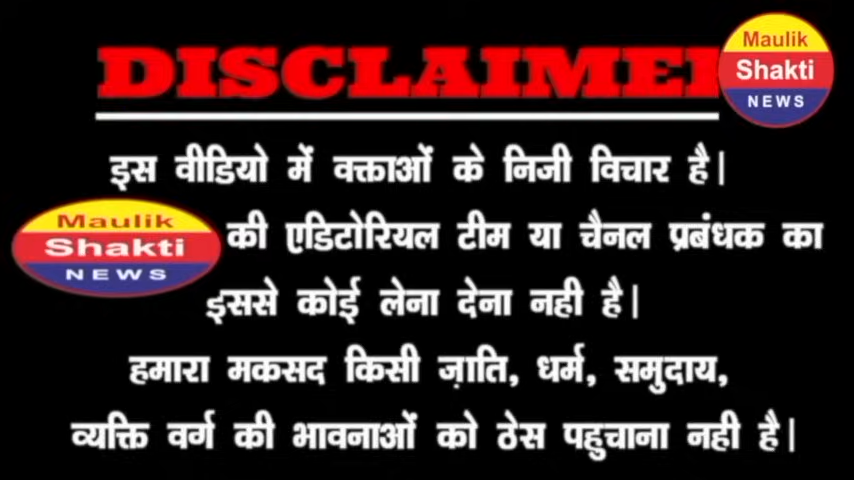 DISCLAIMER
Maulik
Shakti
NEWS
इस वीडियो में वक्ताओं के निजी विचार है|
Maulik
Shakti
NEWS
की एडिटोरियल टीम या चैनल प्रबंधक का
इससे कोई लेना देना नही है|
हमारा मकसद किसी ज़ाति, धर्म, समुदाय,
व्यक्ति वर्ग की भावनाओं को ठेस पहुचाना नही है|